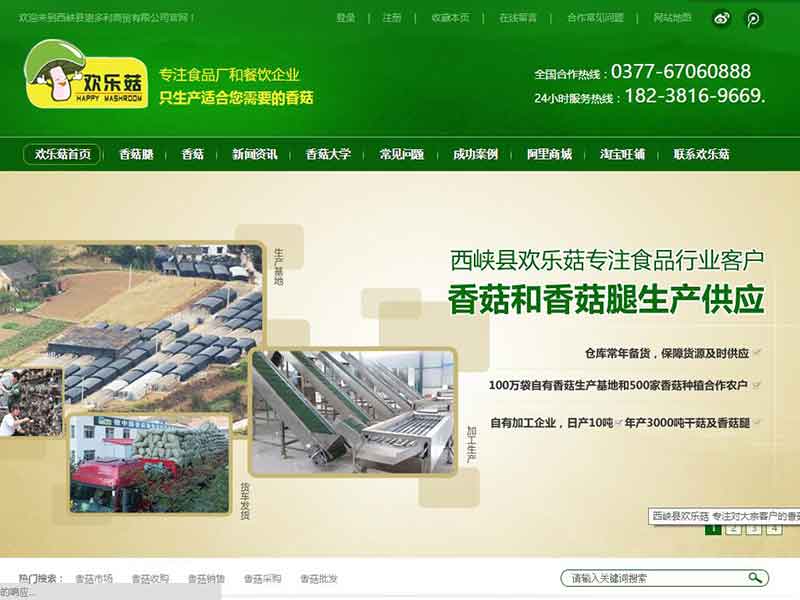 欢迎来到西峡县恩多利商贸有限公司官网！
登录 | 注册 | 收藏本页 | 在线留言 | 合作常见问题 | 网站地图
欢乐菇
HAPPY MASHROOM
专注食品厂和餐饮企业
只生产适合您需要的香菇
全国合作热线：0377-67060888
24小时服务热线：182-3816-9669.
欢乐菇首页 香菇腿 香菇 新闻资讯 香菇大学 常见问题 成功案例 阿里商城 淘宝旺铺 联系欢乐菇
生产基地
西峡县欢乐菇专注食品行业客户
香菇和香菇腿生产供应
仓库常年备货，保障货源及时供应
100万袋自有香菇生产基地和500家香菇种植合作农户
自有加工企业，日产10吨 年产3000吨干菇及香菇腿
加工生产
货车发货
西峡县欢乐菇 专注对大宗客户的香菇
1 2 3 4
热门搜索： 香菇市场 香菇收购 香菇销售 香菇采购 香菇批发
请输入关键词搜索
的响应...